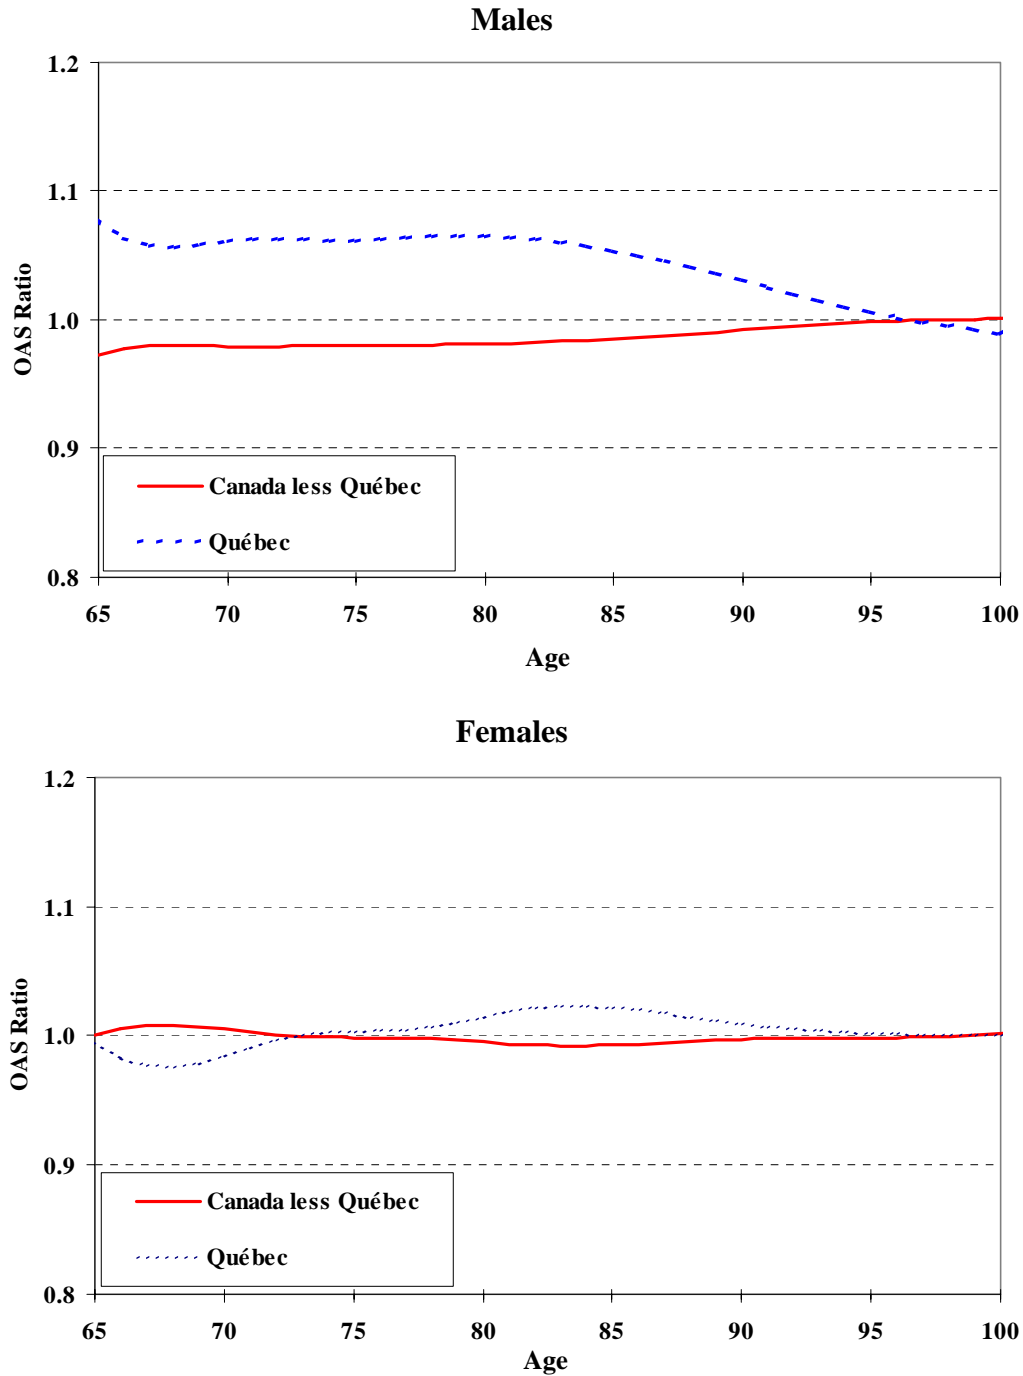 Males
1.2
1.1
1.0
0.9
0.8
OAS Ratio
Canada less Québec
Québec
65 70 75 80 85 90 95 100
Age
Females
1.2
1.1
1.0
0.9
0.8
OAS Ratio
Canada less Québec
Québec
65 70 75 80 85 90 95 100
Age